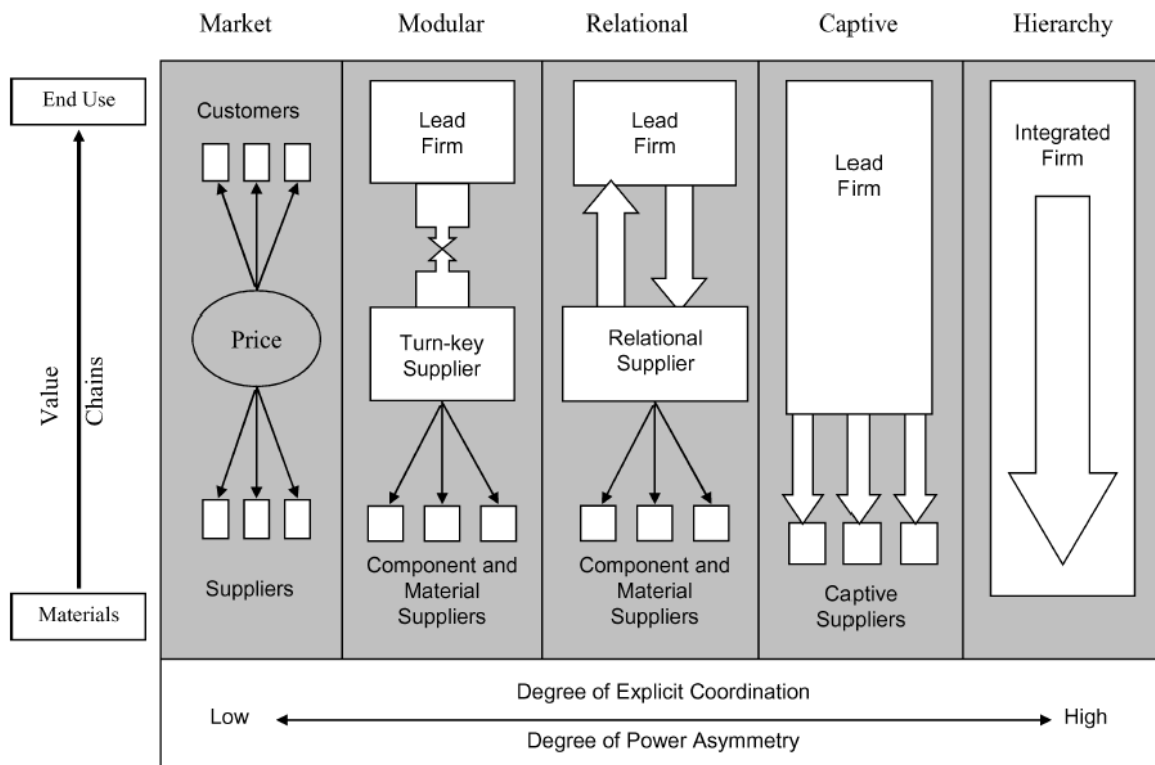 Market
Modular
Relational
Captive
Hierarchy
End Use
Value
Chains
Materials
Customers
Price
Suppliers
Lead
Firm
Turn-key
Supplier
Component and
Material
Suppliers
Lead
Firm
Relational
Supplier
Component and
Material
Suppliers
Lead
Firm
Captive
Suppliers
Integrated
Firm
Degree of Explicit Coordination
Low
High
Degree of Power Asymmetry